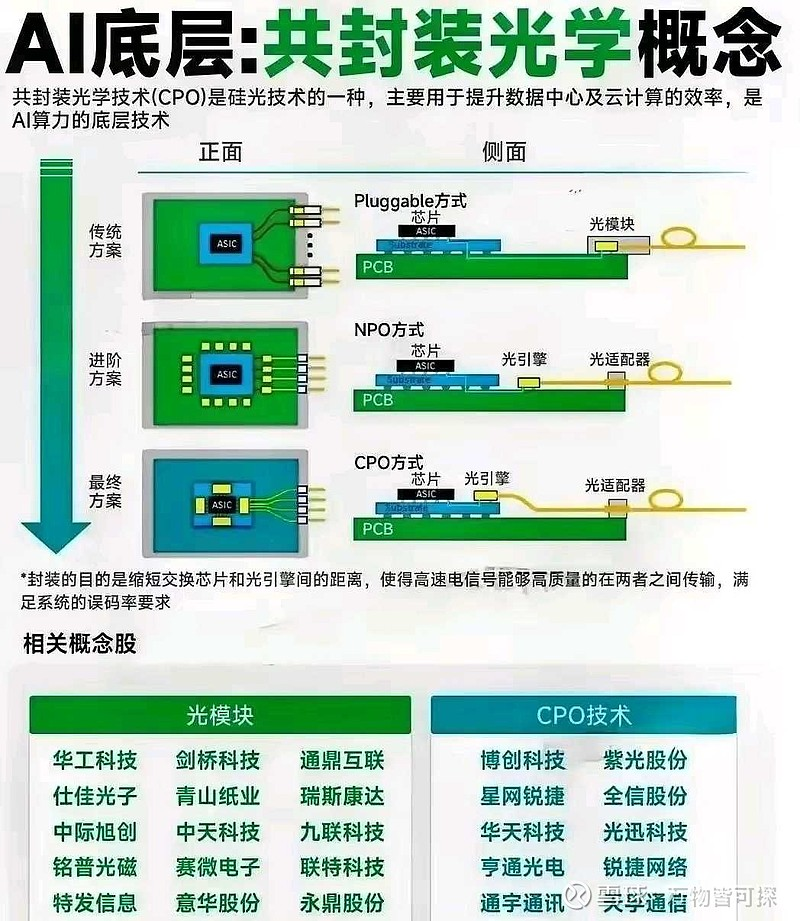 AI底层:共封装光学概念
共封装光学技术(CPO)是硅光技术的一种，主要用于提升数据中心及云计算的效率，是
AI算力的底层技术
正面
侧面
传统
方案
ASIC
Pluggable方式
芯片
ASIC
Substrate
PCB
光模块
进阶
方案
ASIC
NPO方式
芯片
ASIC
Substrate
PCB
光引擎
光适配器
最终
方案
ASIC
CPO方式
芯片
ASIC
Substrate
PCB
光引擎
光适配器
*封装的目的是缩短交换芯片和光引擎间的距离，使得高速电信号能够高质量的在两者之间传输，满
足系统的误码率要求
相关概念股
光模块
华工科技 剑桥科技 通鼎互联
仕佳光子 青山纸业 瑞斯康达
中际旭创 中天科技 九联科技
铭普光磁 赛微电子 联特科技
特发信息 意华股份 永鼎股份
CPO技术
博创科技 紫光股份
星网锐捷 全信股份
华天科技 光迅科技
亨通光电 锐捷网络
通宇通讯 天孚通信
雪球 万物皆可探